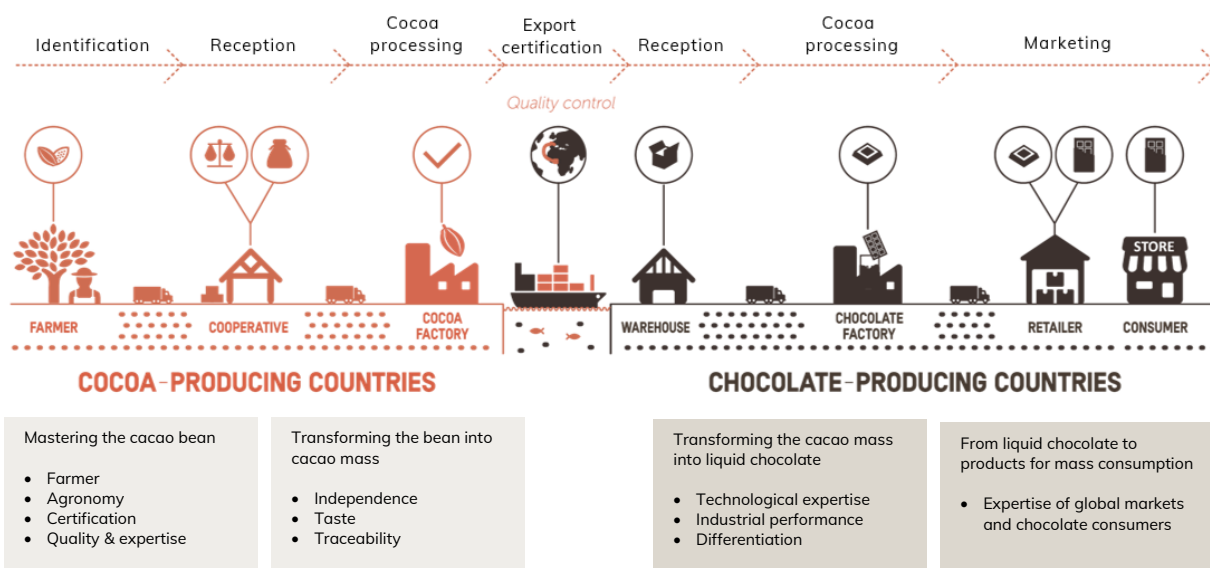 Identification
Reception
Cocoa
processing
Export
certification
Reception
Cocoa
processing
Marketing
Quality control
STORE
FARMER
COOPERATIVE
COCOA
FACTORY
WAREHOUSE
CHOCOLATE
FACTORY
RETAILER
CONSUMER
COCOA-PRODUCING COUNTRIES
CHOCOLATE-PRODUCING COUNTRIES
Mastering the cacao bean
• Farmer
• Agronomy
• Certification
• Quality & expertise
Transforming the bean into
cacao mass
• Independence
• Taste
• Traceability
Transforming the cacao mass
into liquid chocolate
• Technological expertise
• Industrial performance
• Differentiation
From liquid chocolate to
products for mass consumption
• Expertise of global markets
and chocolate consumers